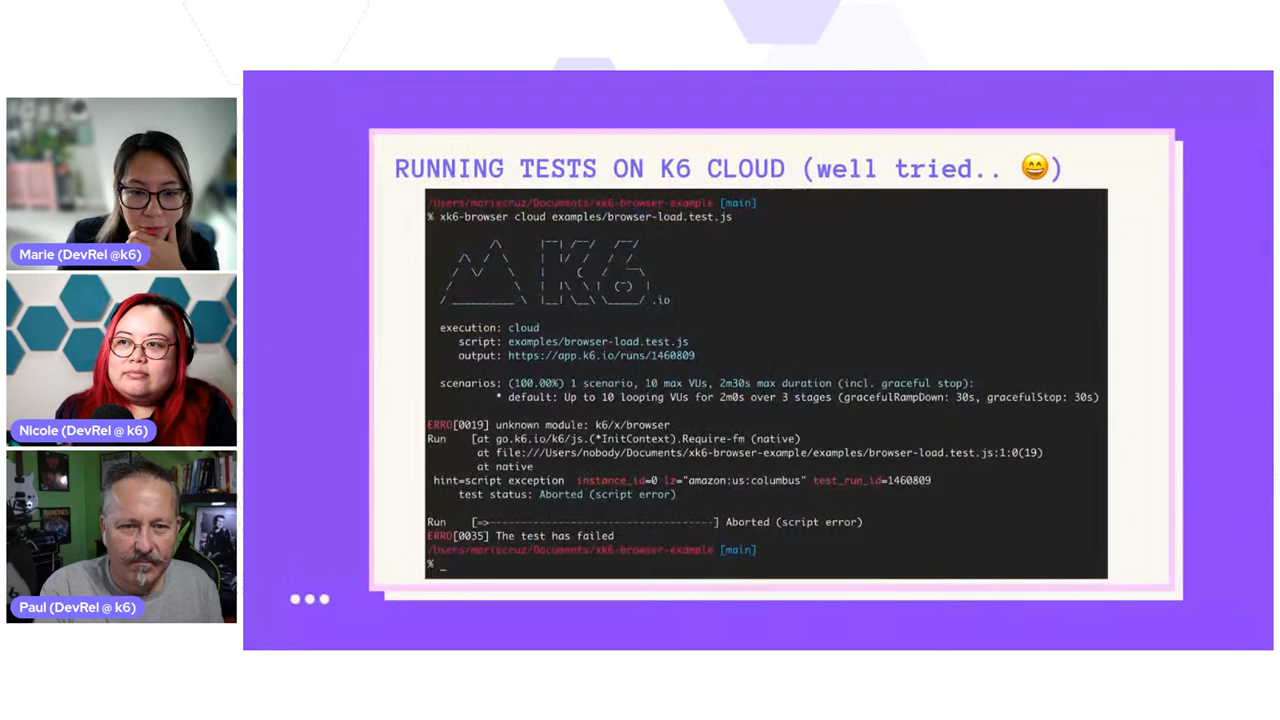 Marie (DevRel @k6)
Nicole (DevRel @ k6)
Paul (DevRel @ k6)
RUNNING TESTS ON K6 CLOUD (well tried.. 😄)
/Users/mariecruz/Documents/xk6-browser-example [main]
% xk6-browser cloud examples/browser-load.test.js
.io
execution: cloud
script: examples/browser-load.test.js
output: https://app.k6.io/runs/1460809
scenarios: (100.00%) 1 scenario, 10 max VUs, 2m30s max duration (incl. graceful stop):
* default: Up to 10 looping VUs for 2m0s over 3 stages (gracefulRampDown: 30s, gracefulStop: 30s)
ERRO[0019] unknown module: k6/x/browser
Run [at go.k6.io/k6/js.(*InitContext).Require-fm (native)
at file:///Users/nobody/Documents/xk6-browser-example/examples/browser-load.test.js:1:0(19)
at native
hint=script exception instance_id=0 lz="amazon:us:columbus" test_run_id=1460809
test status: Aborted (script error)
Run [=>--------------------------------------] Aborted (script error)
ERRO[0035] The test has failed
/Users/mariecruz/Documents/xk6-browser-example [main]
% _